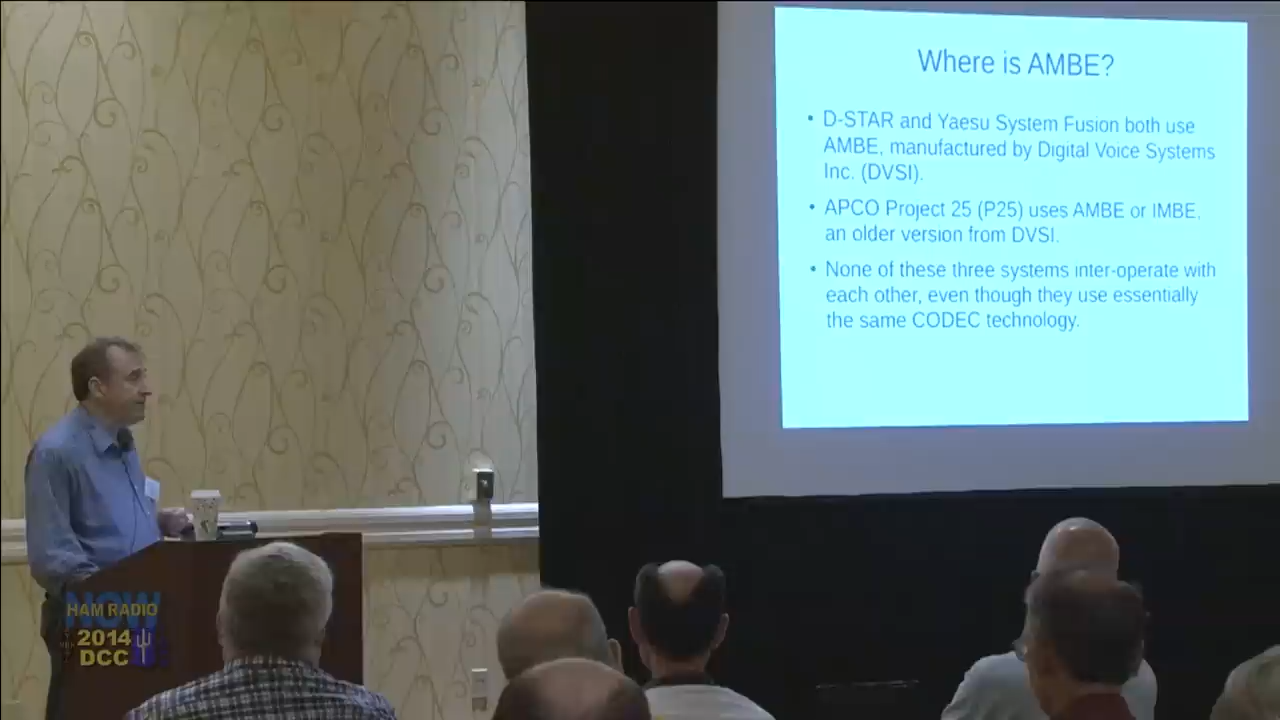 Where is AMBE?
• D-STAR and Yaesu System Fusion both use
AMBE, manufactured by Digital Voice Systems
Inc. (DVSI).
• APCO Project 25 (P25) uses AMBE or IMBE,
an older version from DVSI.
• None of these three systems inter-operate with
each other, even though they use essentially
the same CODEC technology.
NOW
HAM RADIO
2014
DCC